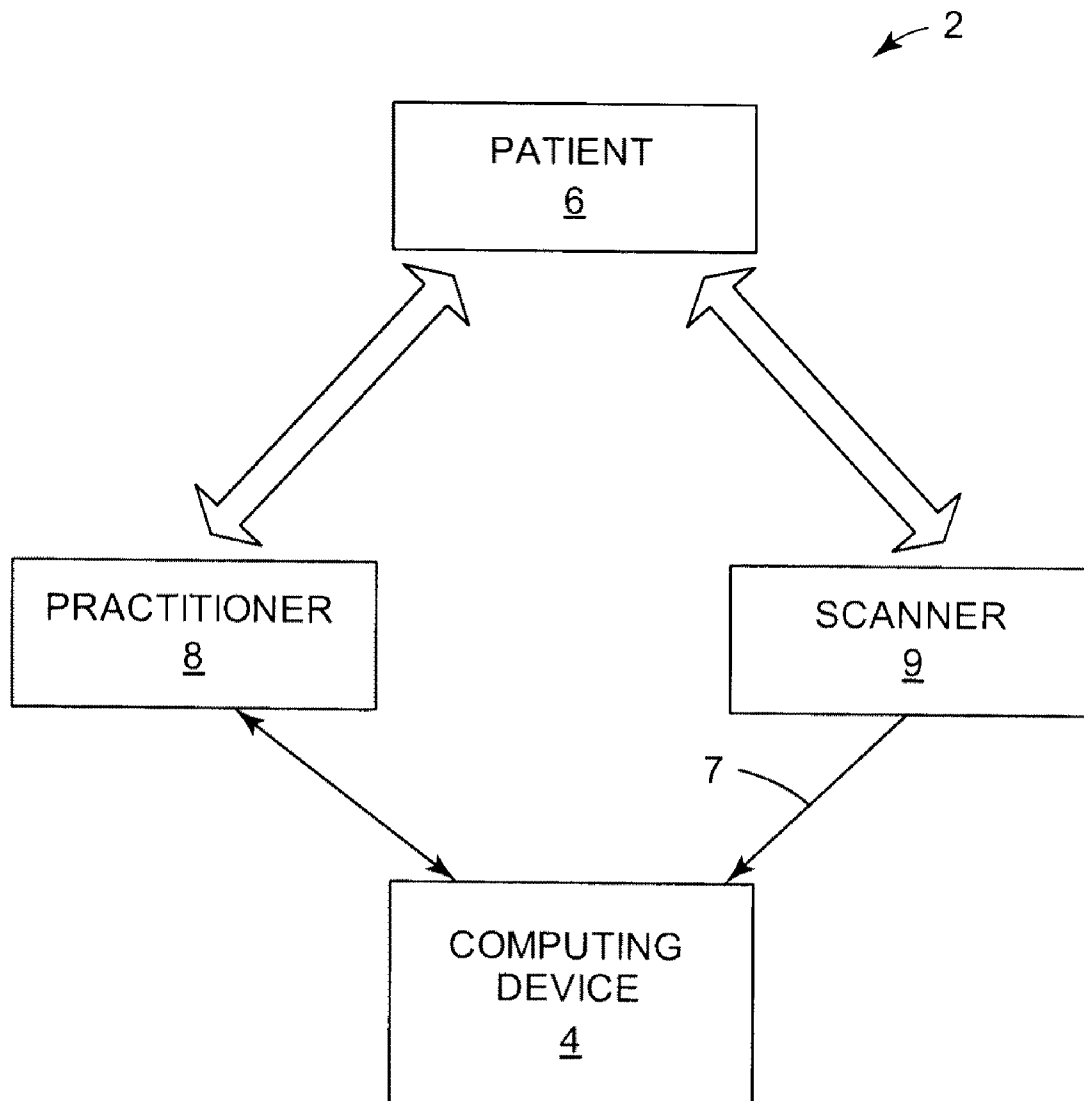 2
PATIENT
6
PRACTITIONER
8
SCANNER
9
7
COMPUTING
DEVICE
4